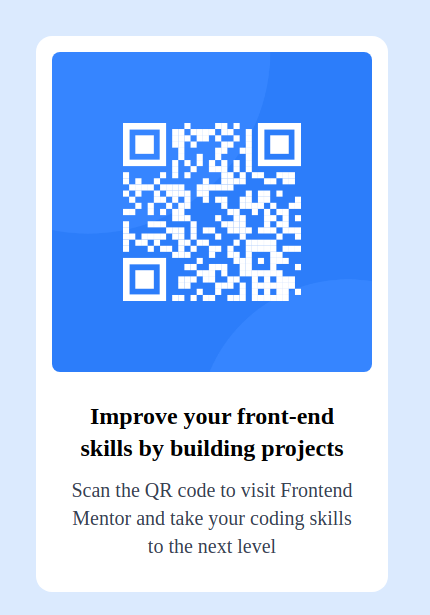 Improve your front-end
skills by building projects
Scan the QR code to visit Frontend
Mentor and take your coding skills
to the next level